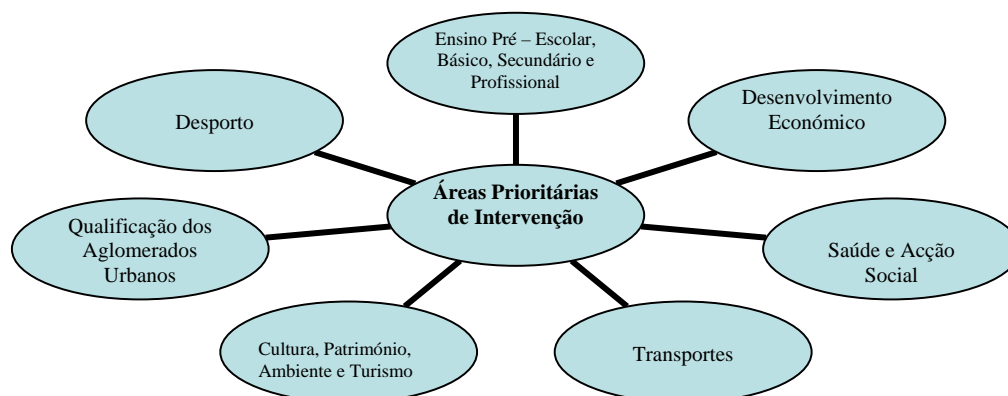 Ensino Pré – Escolar,
Básico, Secundário e
Profissional
Desenvolvimento
Económico
Desporto
Áreas Prioritárias
de Intervenção
Qualificação dos
Aglomerados
Urbanos
Saúde e Acção
Social
Cultura, Património,
Ambiente e Turismo
Transportes